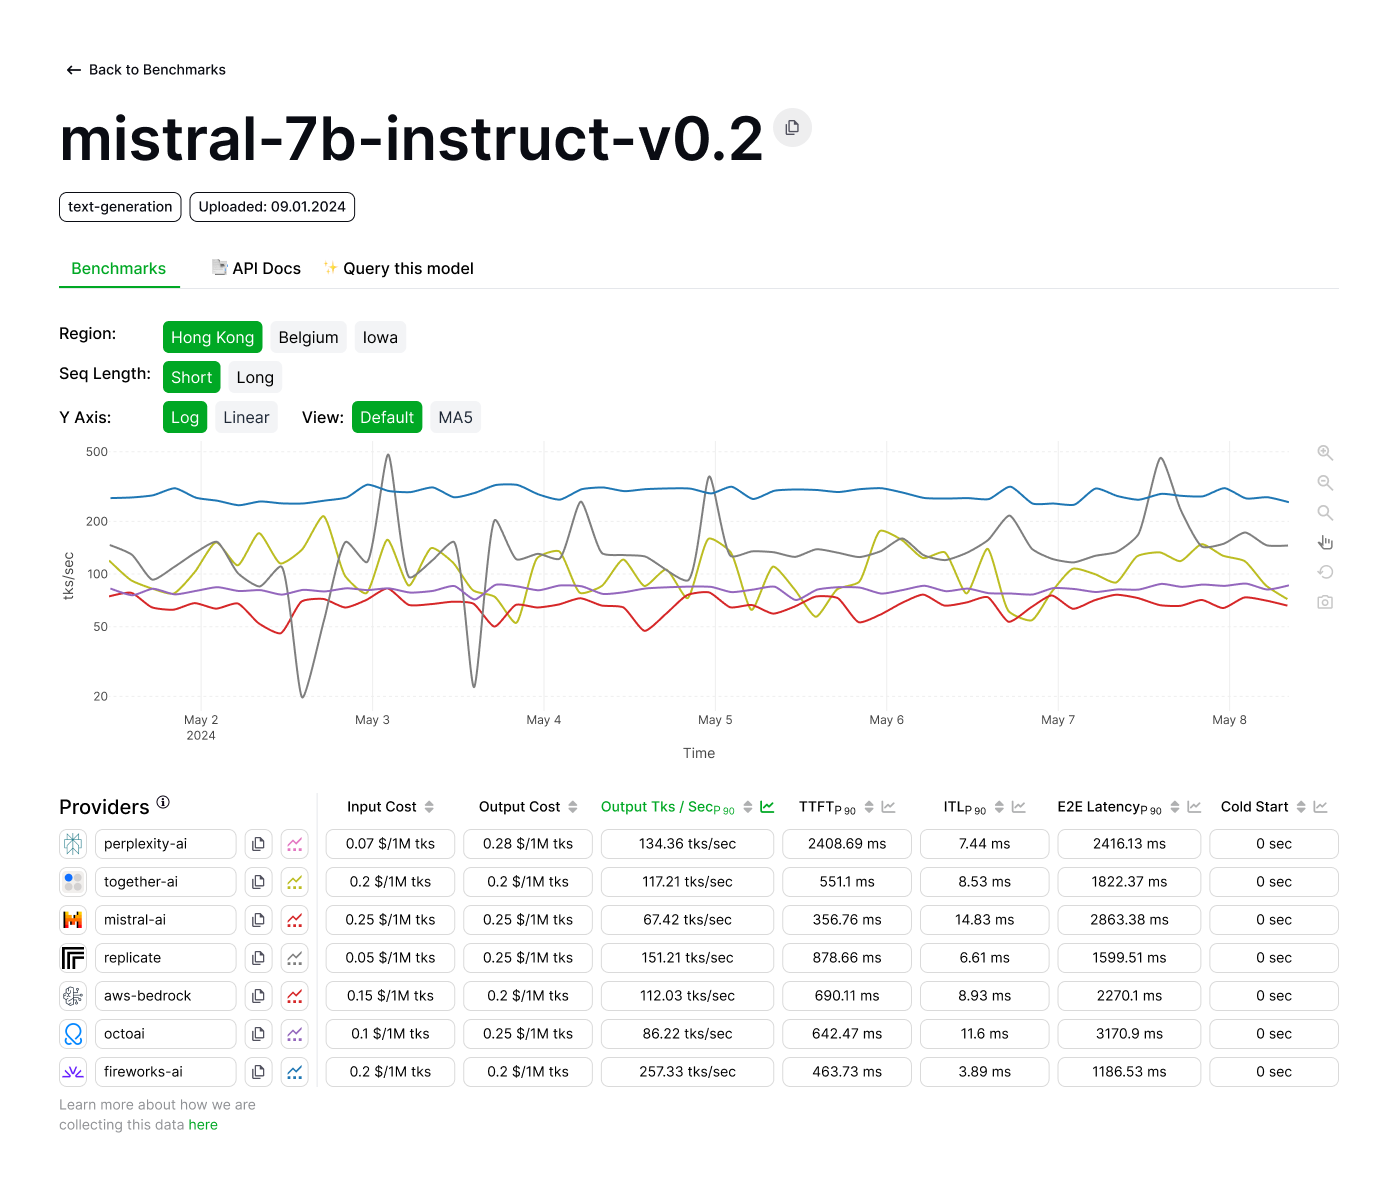 ← Back to Benchmarks
mistral-7b-instruct-v0.2
text-generation Uploaded: 09.01.2024
Benchmarks API Docs Query this model
Region: Hong Kong Belgium Iowa
Seq Length: Short Long
Y Axis: Log Linear View: Default MA5
500
200
100
50
20
tks/sec
May 2 May 3 May 4 May 5 May 6 May 7 May 8
2024
Time
Providers Input Cost Output Cost Output Tks / Sec P 90 TTFT P 90 ITL P 90 E2E Latency P 90 Cold Start
perplexity-ai 0.07 $/1M tks 0.28 $/1M tks 134.36 tks/sec 2408.69 ms 7.44 ms 2416.13 ms 0 sec
together-ai 0.2 $/1M tks 0.2 $/1M tks 117.21 tks/sec 551.1 ms 8.53 ms 1822.37 ms 0 sec
mistral-ai 0.25 $/1M tks 0.25 $/1M tks 67.42 tks/sec 356.76 ms 14.83 ms 2863.38 ms 0 sec
replicate 0.05 $/1M tks 0.25 $/1M tks 151.21 tks/sec 878.66 ms 6.61 ms 1599.51 ms 0 sec
aws-bedrock 0.15 $/1M tks 0.2 $/1M tks 112.03 tks/sec 690.11 ms 8.93 ms 2270.1 ms 0 sec
octoai 0.1 $/1M tks 0.25 $/1M tks 86.22 tks/sec 642.47 ms 11.6 ms 3170.9 ms 0 sec
fireworks-ai 0.2 $/1M tks 0.2 $/1M tks 257.33 tks/sec 463.73 ms 3.89 ms 1186.53 ms 0 sec
Learn more about how we are
collecting this data here